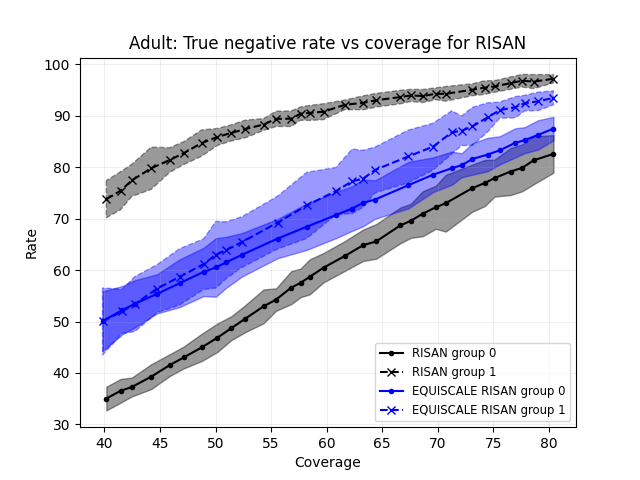 Adult: True negative rate vs coverage for RISAN
100
90
80
70
60
50
40
30
Rate
40
45
50
55
60
65
70
75
80
Coverage
RISAN group 0
RISAN group 1
EQUISCALE RISAN group 0
EQUISCALE RISAN group 1